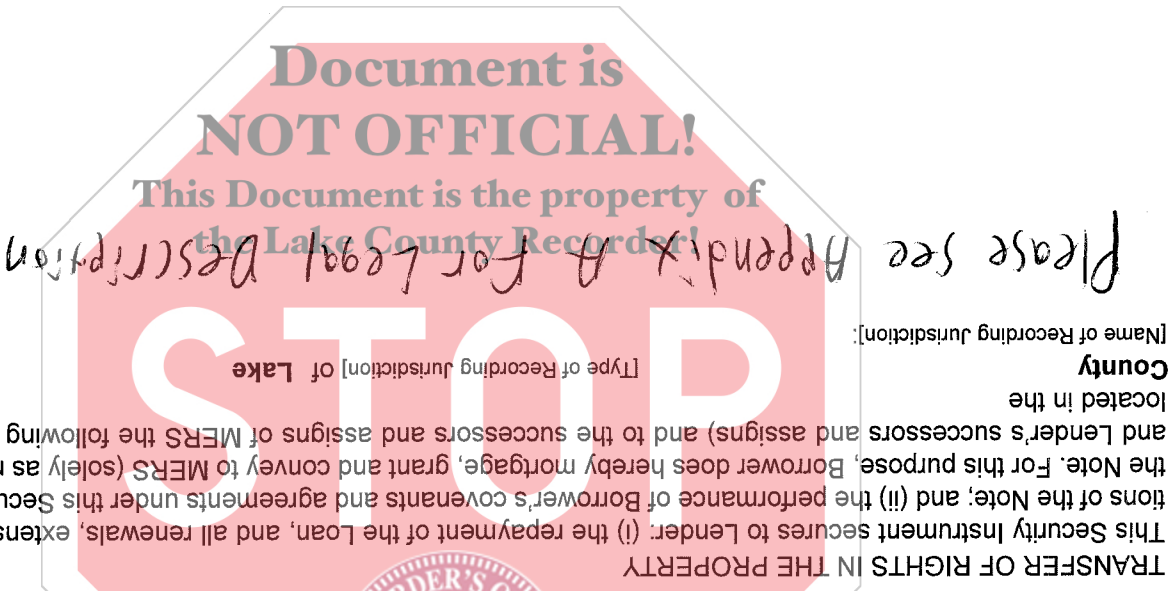 Document is
NOT OFFICIAL!
This Document is the property of
the Lake County Recorder!
STOP
TRANSFER OF RIGHTS IN THE PROPERTY
This Security Instrument secures to Lender: (i) the repayment of the Loan, and all renewals,
tions of the Note; and (ii) the performance of Borrower's covenants and agreements under this
the Note. For this purpose, Borrower does hereby mortgage, grant and convey to MERS (solely as
and Lender's successors and assigns) and to the successors and assigns of MERS the following
located in the
County [Type of Recording Jurisdiction] of Lake
[Name of Recording Jurisdiction]:
Please see Appendix A For Legal Description